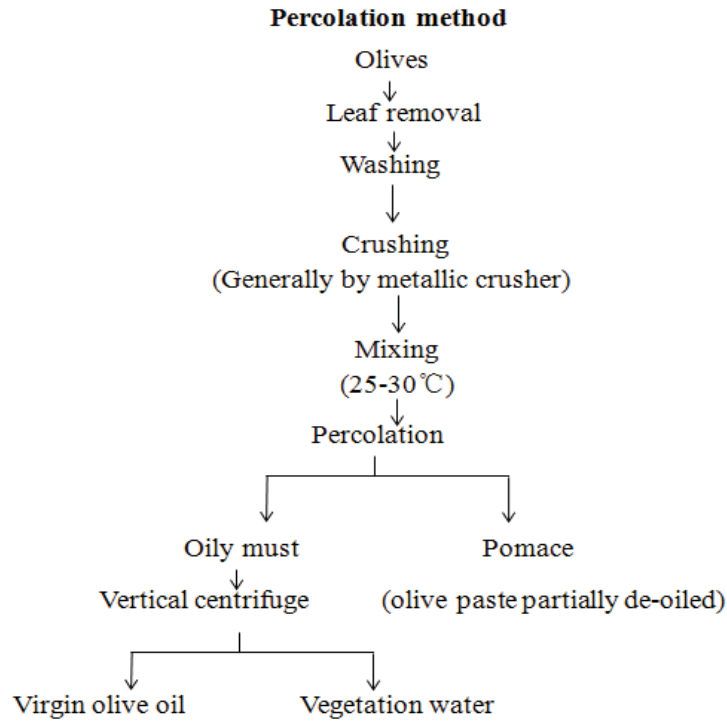 Percolation method
Olives
Leaf removal
Washing
Crushing
(Generally by metallic crusher)
Mixing
(25-30℃)
Percolation
Oily must
Pomace
Vertical centrifuge
(olive paste partially de-oiled)
Virgin olive oil
Vegetation water